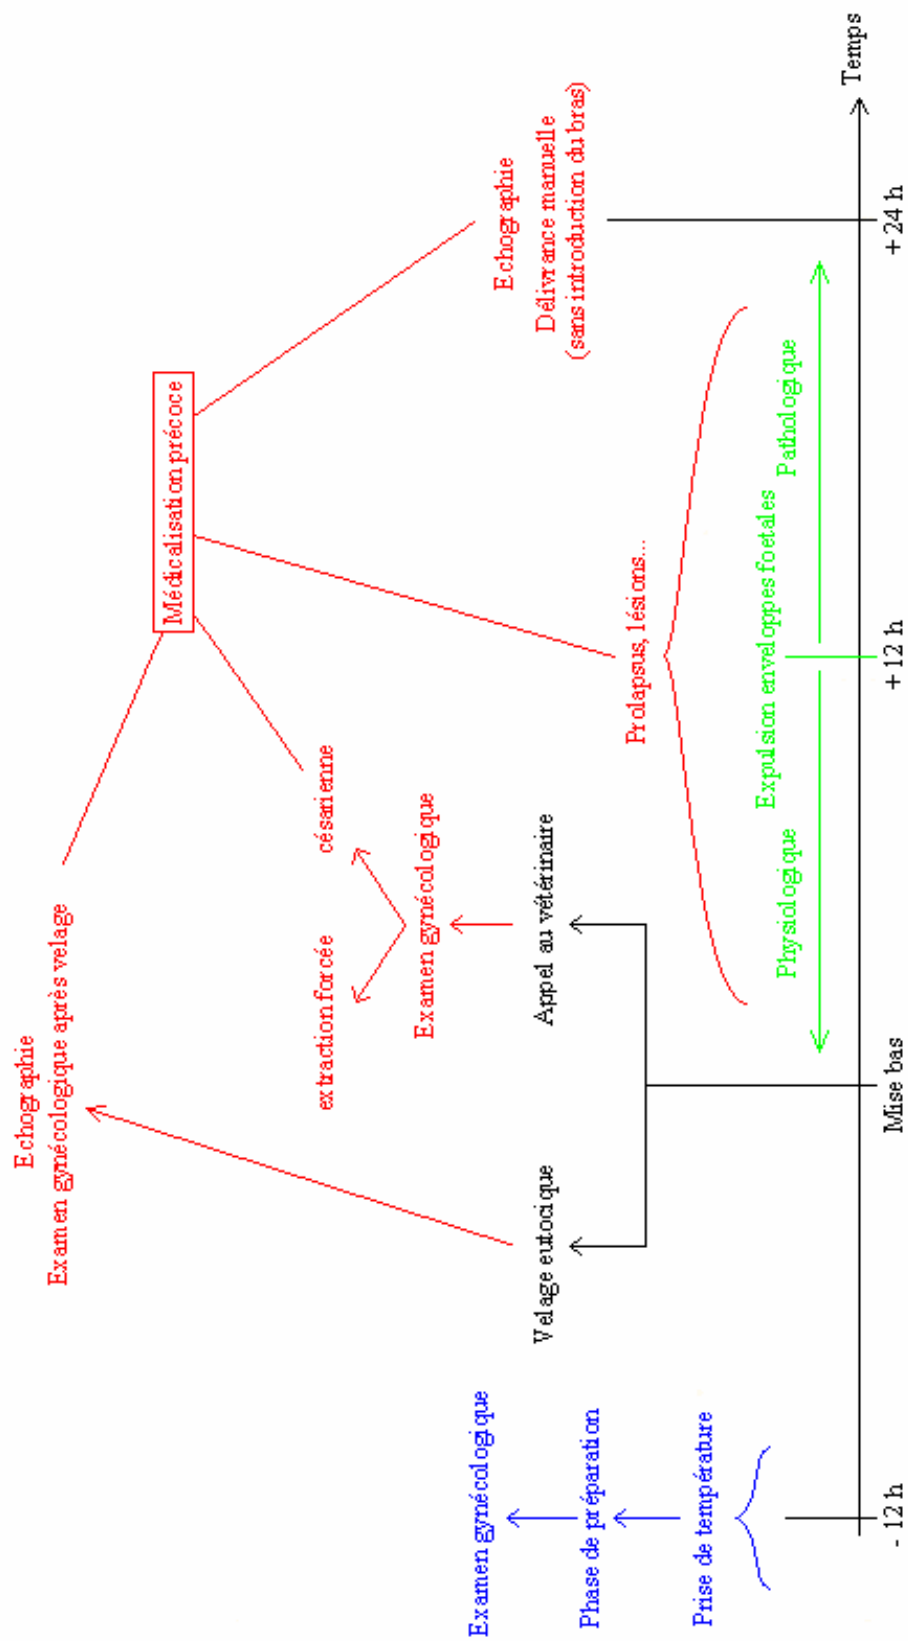 Echographie
Examen gynécologique après velage
Médicalisation précoce
extraction forcée
césarienne
Examen gynécologique
Examen gynécologique
Echographie
Délivrance manuelle
(sans introduction du bras)
Velage eutocique
Appel au vétérinaire
Phase de préparation
Prolapsus, lésions...
Prise de température
Expulsion enveloppes foetales
Physiologique
Pathologique
Temps
- 12 h
Mise bas
+12 h
+24 h